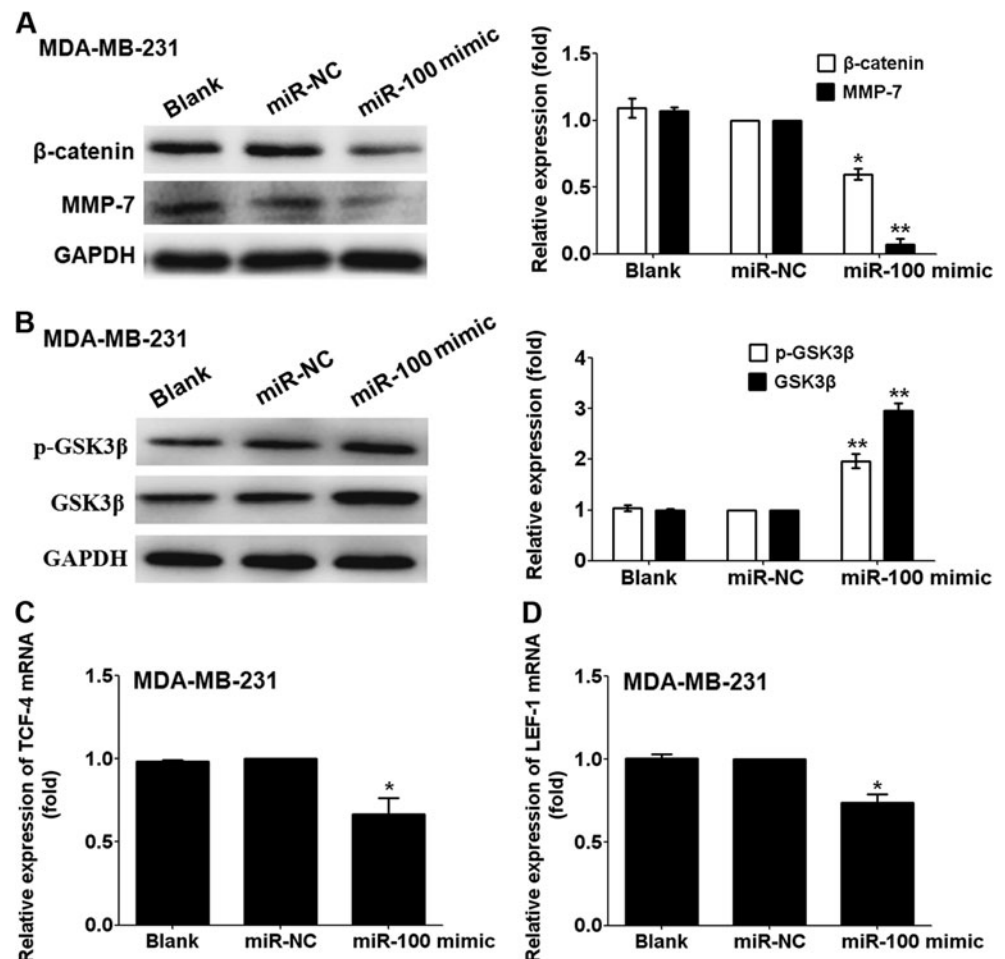 A
MDA-MB-231
Blank miR-NC miR-100 mimic
β-catenin
MMP-7
GAPDH
Relative expression (fold)
1.5
1.0
0.5
0.0
β-catenin
MMP-7
*
**
Blank miR-NC miR-100 mimic
B
MDA-MB-231
Blank miR-NC miR-100 mimic
p-GSK3β
GSK3β
GAPDH
Relative expression (fold)
4
3
2
1
0
p-GSK3β
GSK3β
**
**
Blank miR-NC miR-100 mimic
C
Relative expression of TCF-4 mRNA
(fold)
1.5
1.0
0.5
0.0
MDA-MB-231
*
Blank miR-NC miR-100 mimic
D
Relative expression of LEF-1 mRNA
(fold)
1.5
1.0
0.5
0.0
MDA-MB-231
*
Blank miR-NC miR-100 mimic